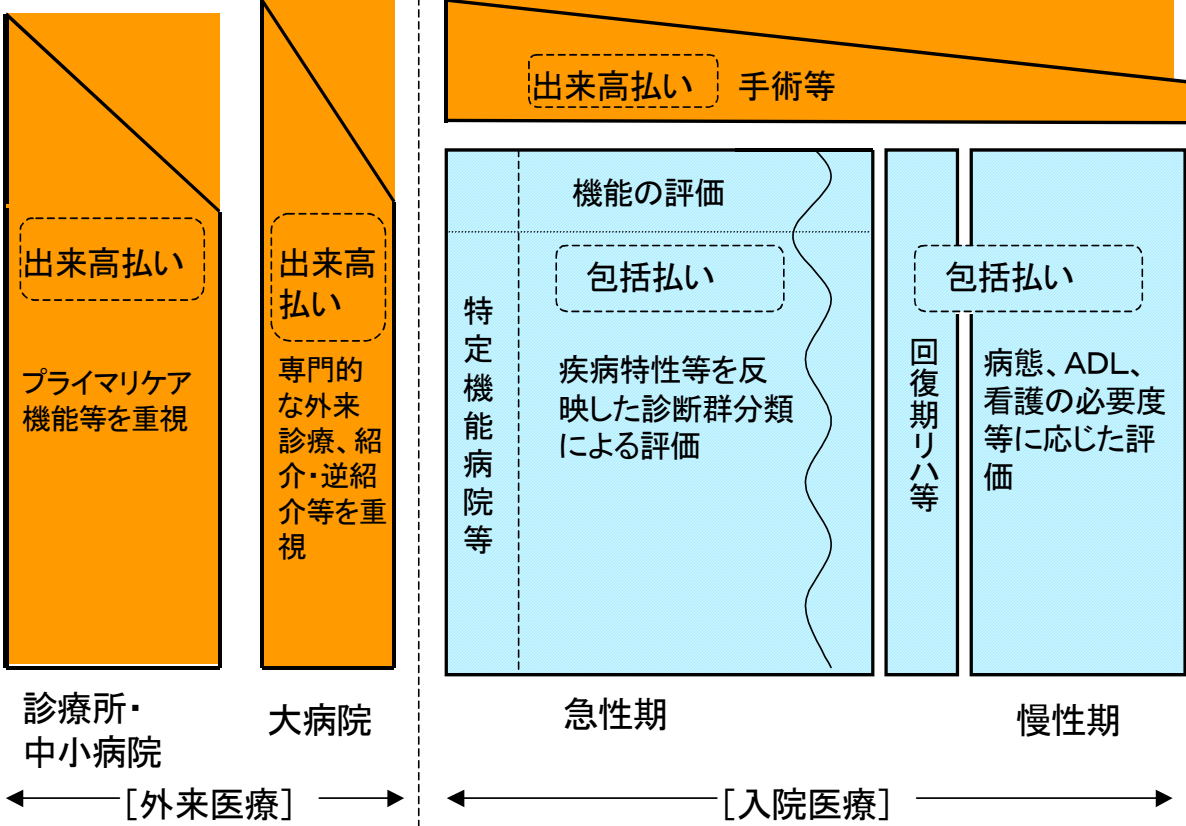 出来高払い
プライマリケア
機能等を重視
診療所・
中小病院
出来高
払い
専門的
な外来
診療、紹
介・逆紹
介等を重
視
大病院
[外来医療]
出来高払い 手術等
機能の評価
特定機能病院等
包括払い
疾病特性等を反
映した診断群分類
による評価
急性期
包括払い
回復期リハ等
病態、ADL、
看護の必要度
等に応じた評
価
慢性期
[入院医療]